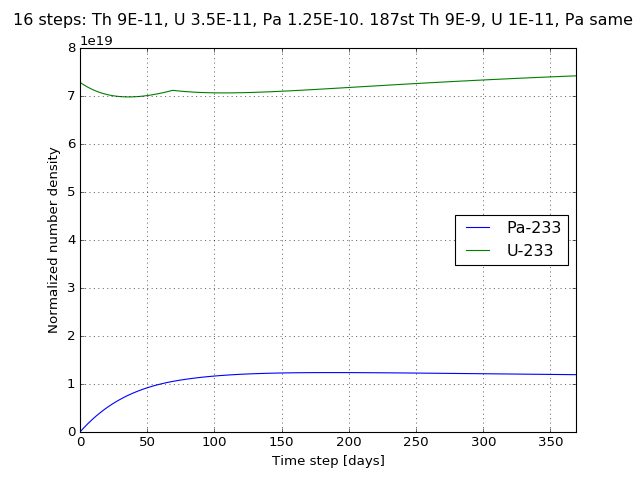 16 steps: Th 9E-11, U 3.5E-11, Pa 1.25E-10. 187st Th 9E-9, U 1E-11, Pa same
1e19
8
7
6
5
4
3
2
1
0
Normalized number density
Pa-233
U-233
0 50 100 150 200 250 300 350
Time step [days]